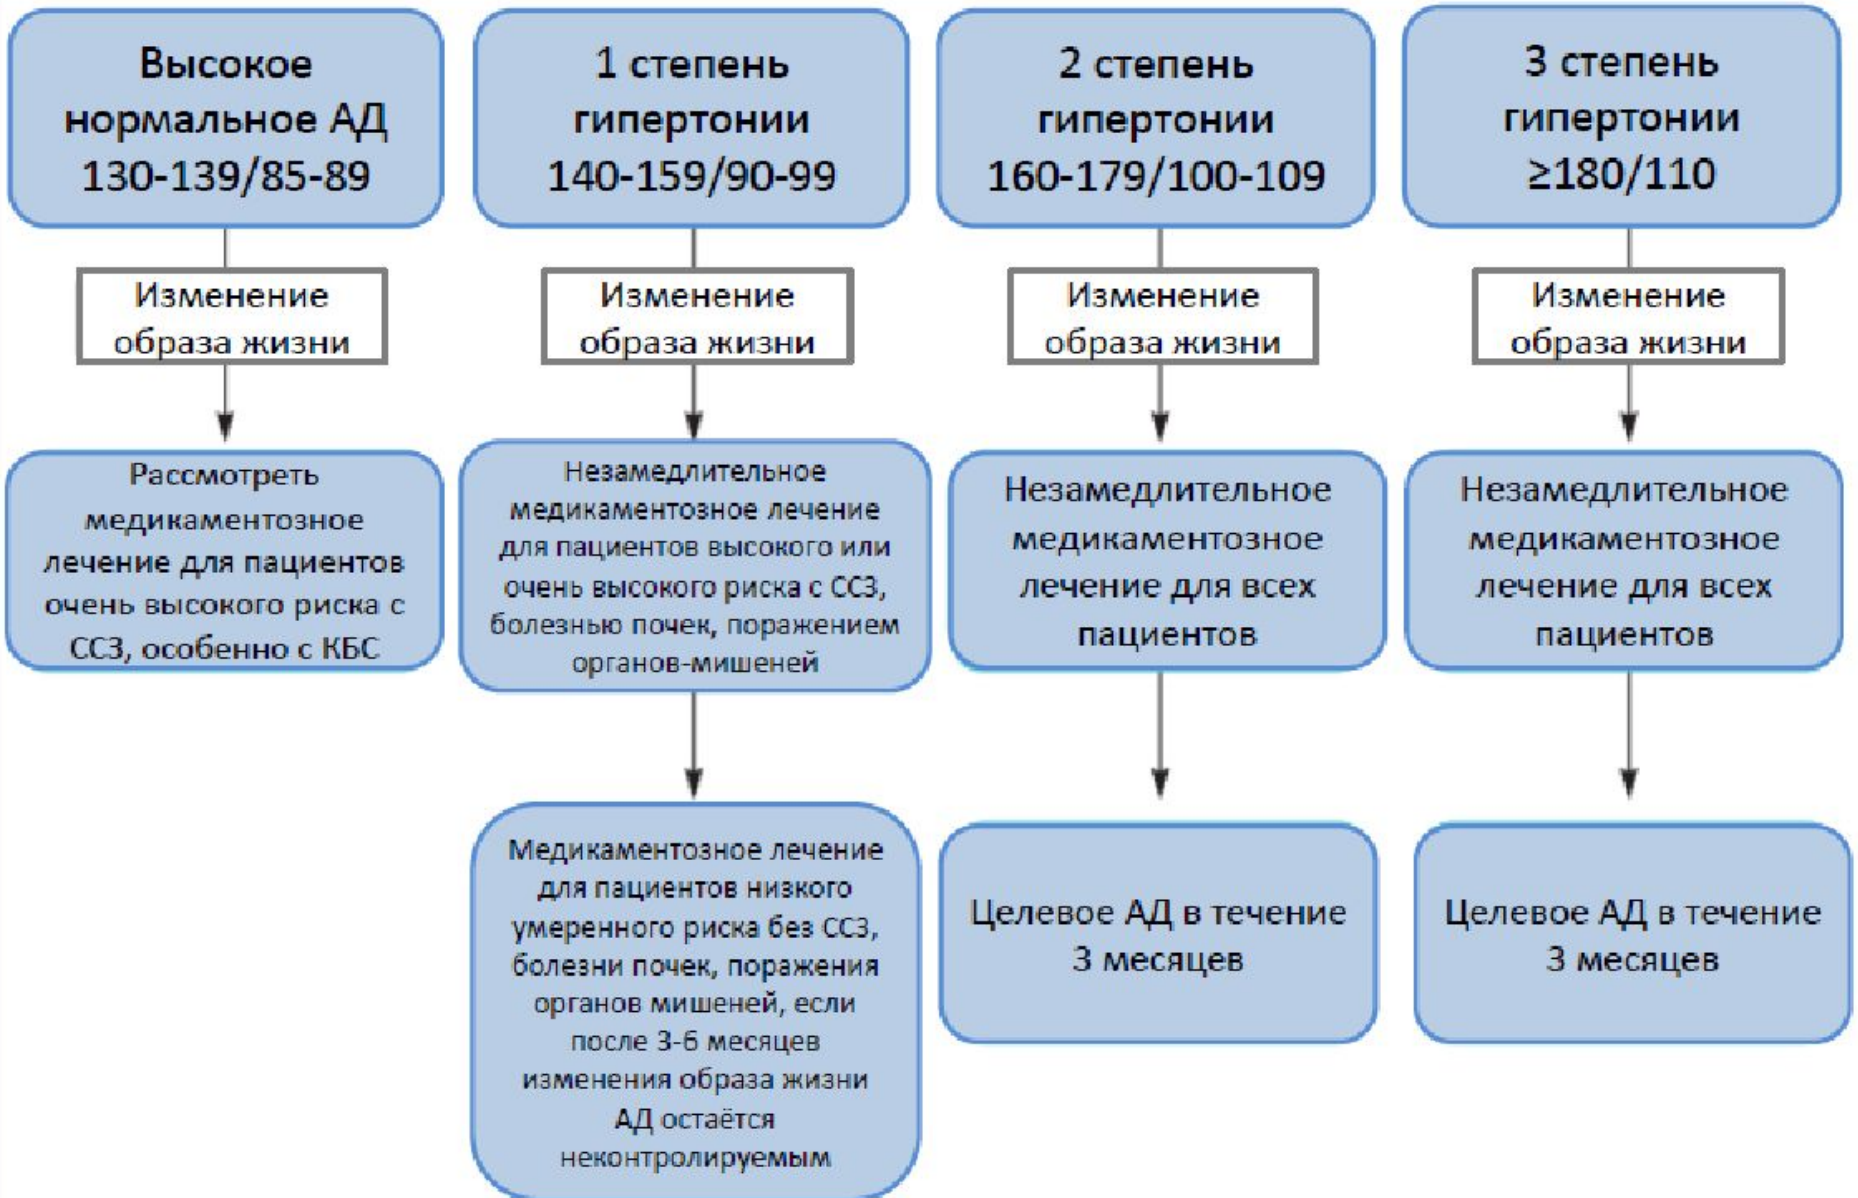 Высокое
нормальное АД
130-139/85-89
1 степень
гипертонии
140-159/90-99
2 степень
гипертонии
160-179/100-109
3 степень
гипертонии
≥180/110
Изменение
образа жизни
Изменение
образа жизни
Изменение
образа жизни
Изменение
образа жизни
Рассмотреть
медикаментозное
лечение для пациентов
очень высокого риска с
ССЗ, особенно с КБС
Незамедлительное
медикаментозное лечение
для пациентов высокого или
очень высокого риска с ССЗ,
болезнью почек, поражением
органов-мишеней
Незамедлительное
медикаментозное
лечение для всех
пациентов
Незамедлительное
медикаментозное
лечение для всех
пациентов
Медикаментозное лечение
для пациентов низкого
умеренного риска без ССЗ,
болезни почек, поражения
органов мишеней, если
после 3-6 месяцев
изменения образа жизни
АД остаётся
неконтролируемым
Целевое АД в течение
3 месяцев
Целевое АД в течение
3 месяцев